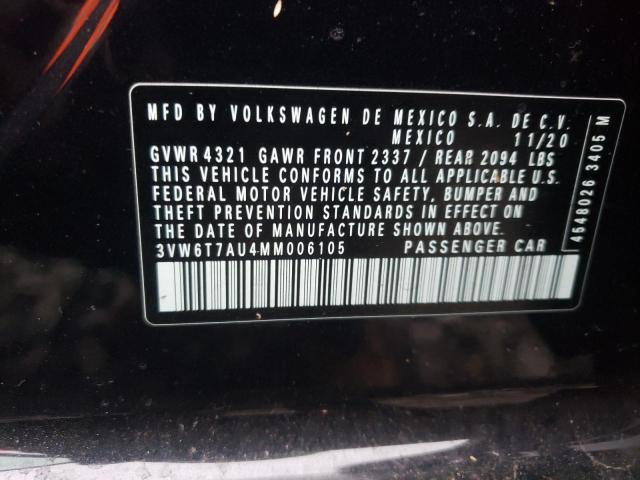 MFD BY VOLKSWAGEN DE MEXICO S.A. DE C.V.
MEXICO 11/20
GVWR 4321 GAWR FRONT 2337 / REAR 2094 LBS
THIS VEHICLE CONFORMS TO ALL APPLICABLE U.S.
FEDERAL MOTOR VEHICLE SAFETY, BUMPER AND
THEFT PREVENTION STANDARDS IN EFFECT ON
THE DATE OF MANUFACTURE SHOWN ABOVE.
3VW6T7AU4MM006105 PASSENGER CAR
4548026 3405 M